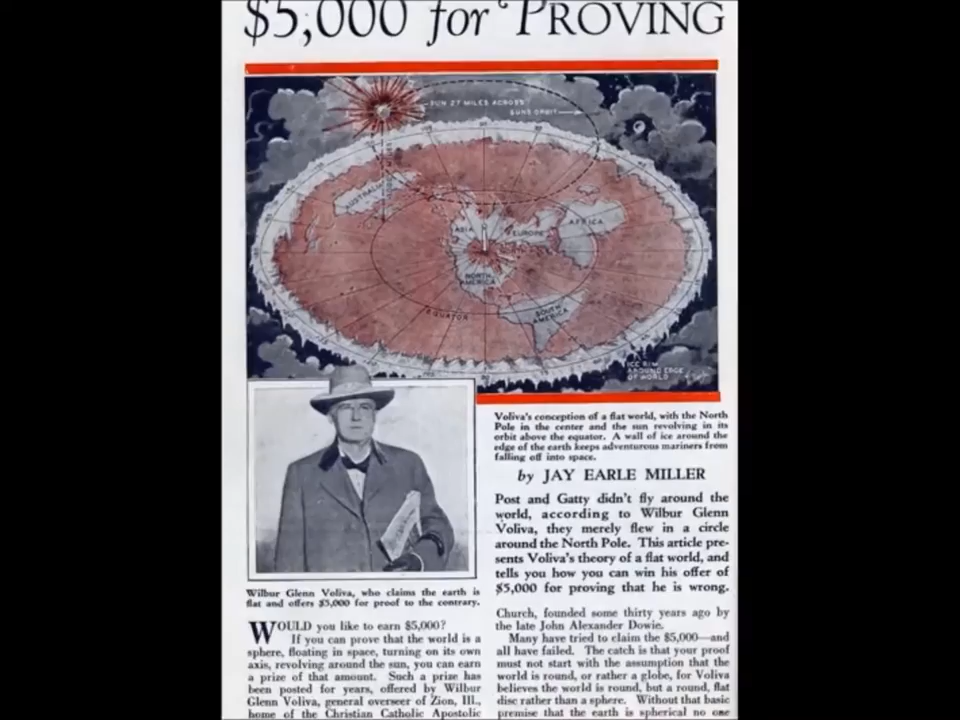 $5,000 for PROVING
SUN 27 MILES ACROSS
SUNS ORBIT
AUSTRALIA
ASIA
EUROPE
AFRICA
NORTH
AMERICA
EQUATOR
SOUTH
AMERICA
ICE RIM
AROUND EDGE
OF WORLD
Voliva's conception of a flat world, with the North
Pole in the center and the sun revolving in its
orbit above the equator. A wall of ice around the
edge of the earth keeps adventurous mariners from
falling off into space.
by JAY EARLE MILLER
Post and Gatty didn't fly around the
world, according to Wilbur Glenn
Voliva, they merely flew in a circle
around the North Pole. This article pre-
sents Voliva's theory of a flat world, and
tells you how you can win his offer of
$5,000 for proving that he is wrong.
Wilbur Glenn Voliva, who claims the earth is
flat and offers $5,000 for proof to the contrary.
WOULD you like to earn $5,000?
If you can prove that the world is a
sphere, floating in space, turning on its own
axis, revolving around the sun, you can earn
a prize of that amount. Such a prize has
been posted for years, offered by Wilbur
Glenn Voliva, general overseer of Zion, Ill.,
home of the Christian Catholic Apostolic
Church, founded some thirty years ago by
the late John Alexander Dowie.
Many have tried to claim the $5,000—and
all have failed. The catch is that your proof
must not start with the assumption that the
world is round, or rather a globe, for Voliva
believes the world is round, but a round, flat
disc rather than a sphere. Without that basic
premise that the earth is spherical no one